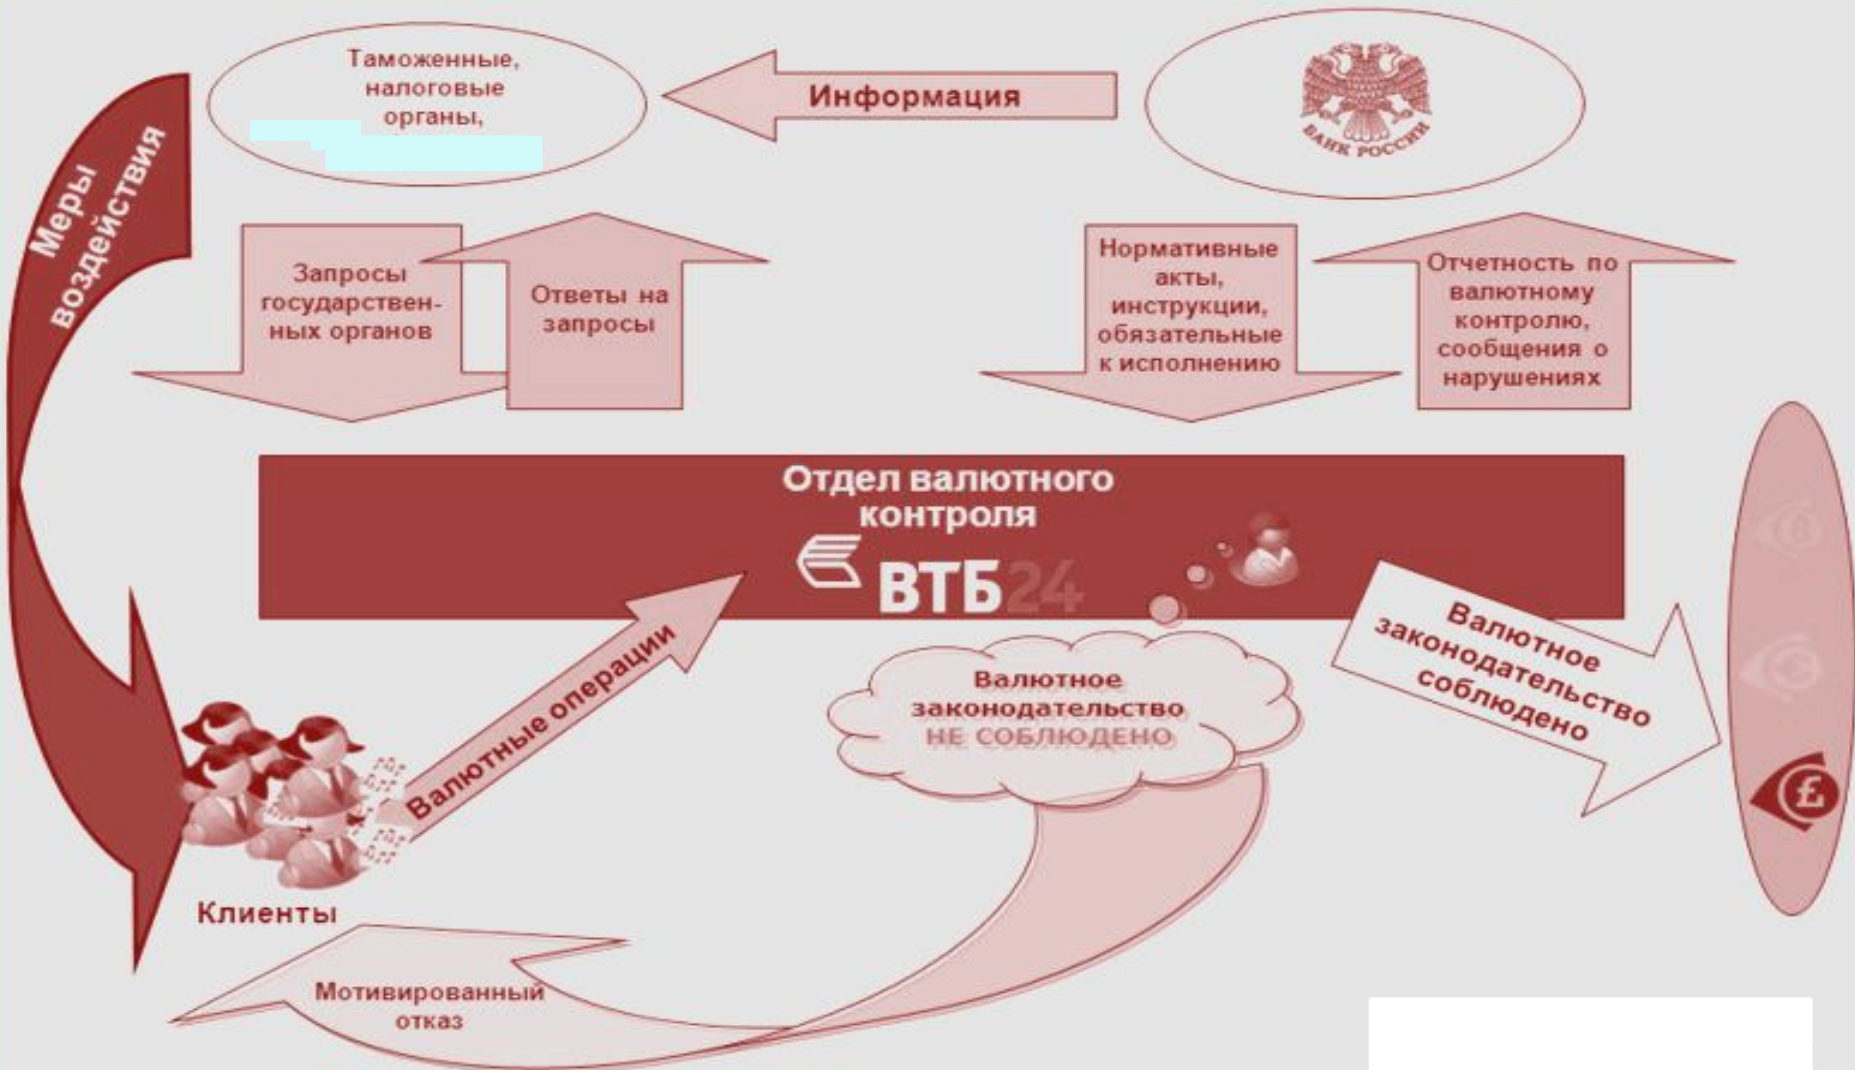 Таможенные,
налоговые
органы,
Информация
БАНК РОССИИ
Меры
воздействия
Запросы
государствен-
ных органов
Ответы на
запросы
Нормативные
акты,
инструкции,
обязательные
к исполнению
Отчетность по
валютному
контролю,
сообщения о
нарушениях
Отдел валютного
контроля
ВТБ24
Валютные операции
Валютное
законодательство
НЕ СОБЛЮДЕНО
Валютное
законодательство
соблюдено
£
Клиенты
Мотивированный
отказ